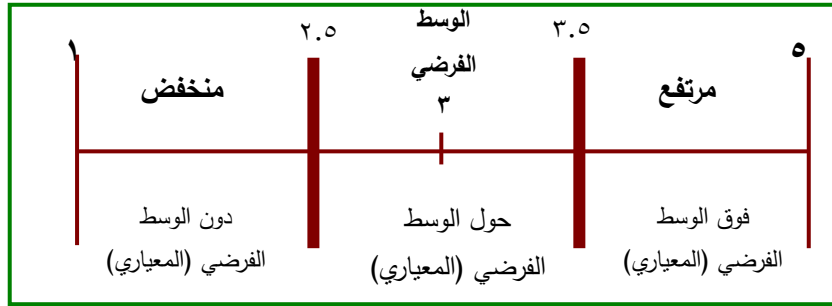 ١
٢.٥
الوسط
الفرضي
٣
٣.٥
٥
منخفض
مرتفع
دون الوسط
الفرضي (المعياري)
حول الوسط
الفرضي (المعياري)
فوق الوسط
الفرضي (المعياري)